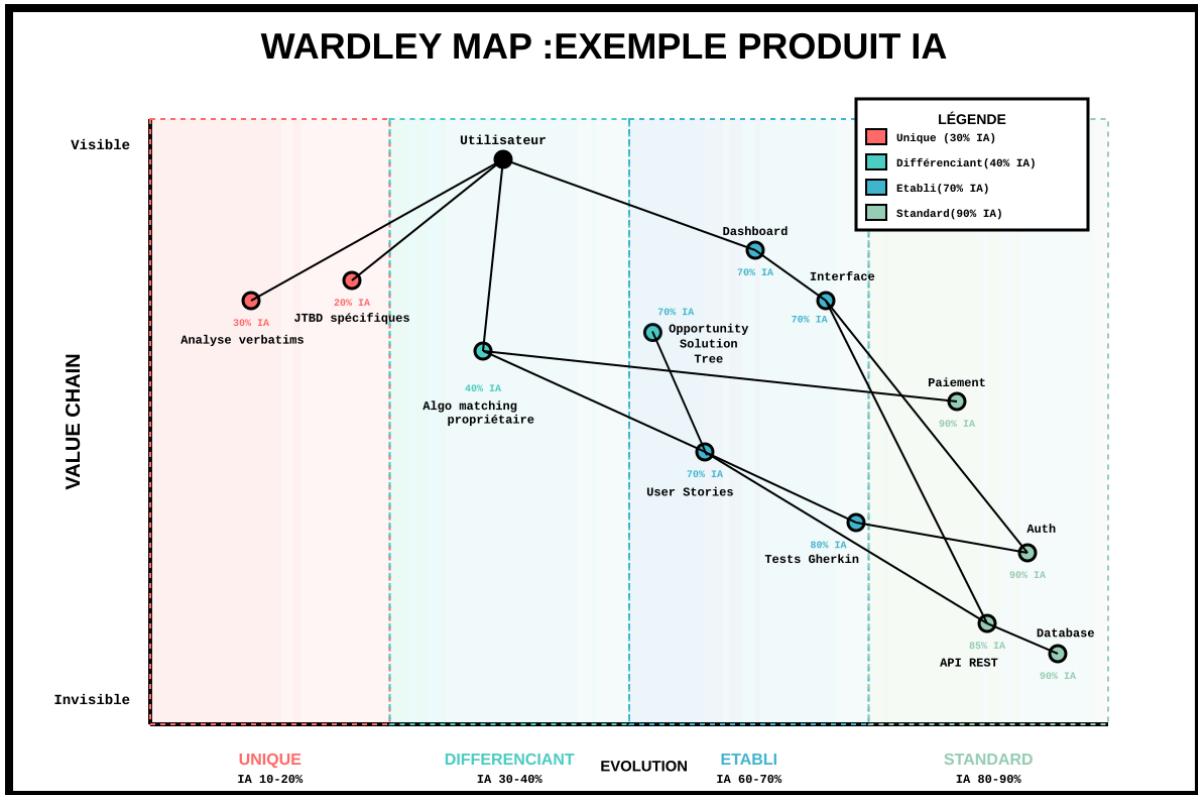 WARDLEY MAP :EXEMPLE PRODUIT IA
LÉGENDE
Unique (30% IA)
Différenciant(40% IA)
Etabli(70% IA)
Standard(90% IA)
Visible
Utilisateur
Dashboard
70% IA
Interface
70% IA
20% IA
JTBD spécifiques
30% IA
Analyse verbatims
70% IA
Opportunity
Solution
Tree
40% IA
Algo matching
propriétaire
Paiement
90% IA
VALUE CHAIN
70% IA
User Stories
80% IA
Tests Gherkin
Auth
90% IA
Database
85% IA
API REST
90% IA
Invisible
UNIQUE
IA 10-20%
DIFFERENCIANT
IA 30-40%
EVOLUTION
ETABLI
IA 60-70%
STANDARD
IA 80-90%